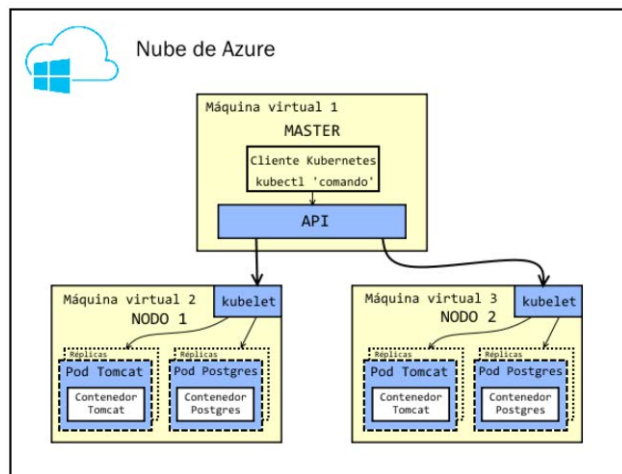 Nube de Azure
Máquina virtual 1
MASTER
Cliente Kubernetes
kubectl 'comando'
API
Máquina virtual 2
kubelet
NODO 1
Réplicas
Réplicas
Pod Tomcat
Pod Postgres
Contenedor
Tomcat
Contenedor
Postgres
Máquina virtual 3
kubelet
NODO 2
Réplicas
Réplicas
Pod Tomcat
Pod Postgres
Contenedor
Tomcat
Contenedor
Postgres